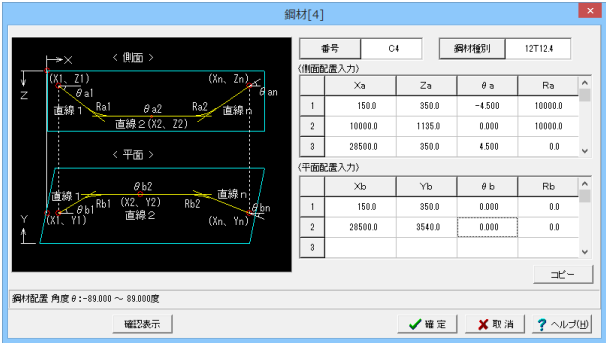 鋼材[4]
< 側面 >
X
Z
(X1、Z1)
(Xn、Zn)
θa1
θan
直線1
Ra1
θa2
Ra2
直線n
直線2(X2、Z2)
< 平面 >
θb2
直線1
Rb1
(X2、Y2)
Rb2
直線n
θb1
直線2
θbn
(X1、Y1)
(Xn、Yn)
Y
番号 C4 鋼材種別 12T12.4
(側面配置入力)
Xa Za θa Ra
1 150.0 350.0 -4.500 10000.0
2 10000.0 1135.0 0.000 10000.0
3 28500.0 350.0 4.500 0.0
(平面配置入力)
Xb Yb θb Rb
1 150.0 350.0 0.000 0.0
2 28500.0 3540.0 0.000 0.0
3
コピー
鋼材配置 角度θ:-89.000 ～ 89.000度
確認表示
確定
取消
? ヘルプ(H)